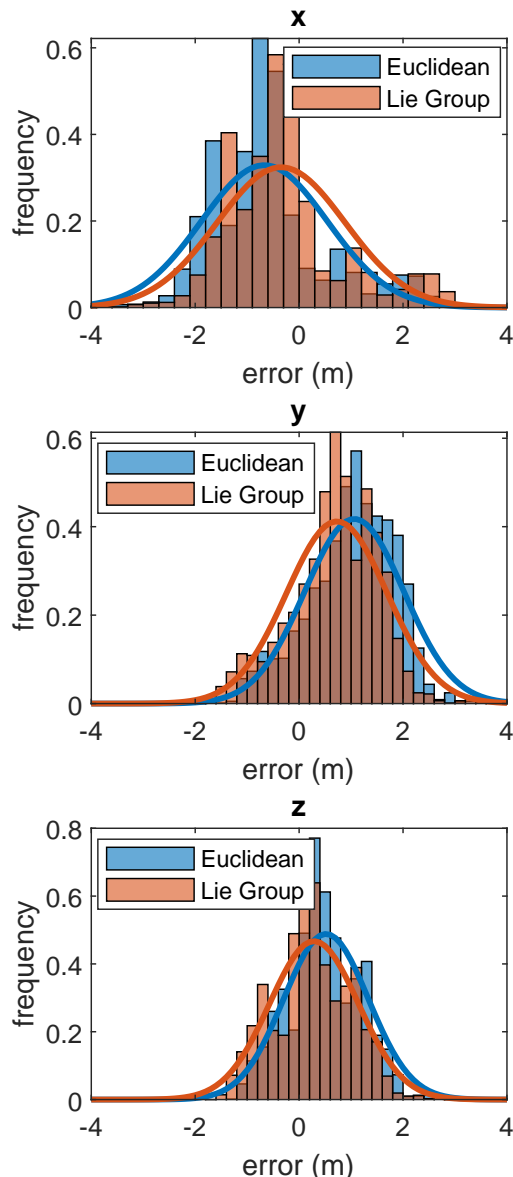 x
0.6
0.4
0.2
0
frequency
Euclidean
Lie Group
-4 -2 0 2 4
error (m)
y
0.6
0.4
0.2
0
frequency
Euclidean
Lie Group
-4 -2 0 2 4
error (m)
z
0.8
0.6
0.4
0.2
0
frequency
Euclidean
Lie Group
-4 -2 0 2 4
error (m)